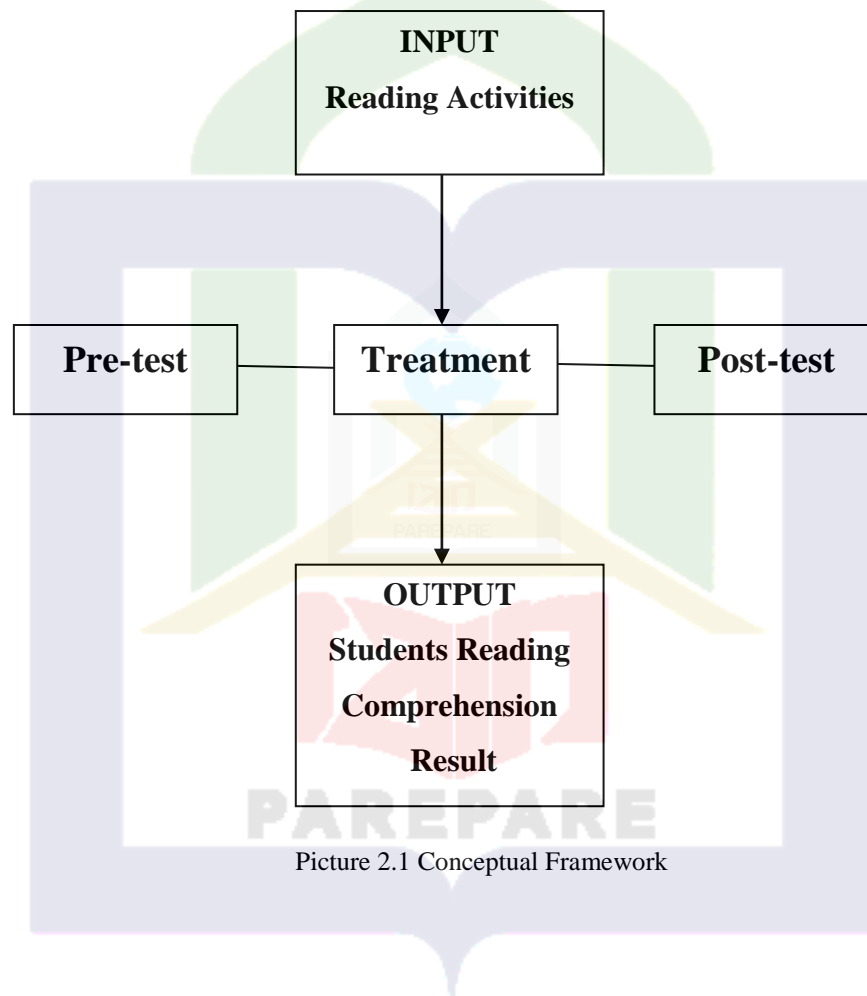 INPUT
Reading Activities
Pre-test
Treatment
Post-test
PAREPARE
OUTPUT
Students Reading
Comprehension
Result
PAREPARE
Picture 2.1 Conceptual Framework